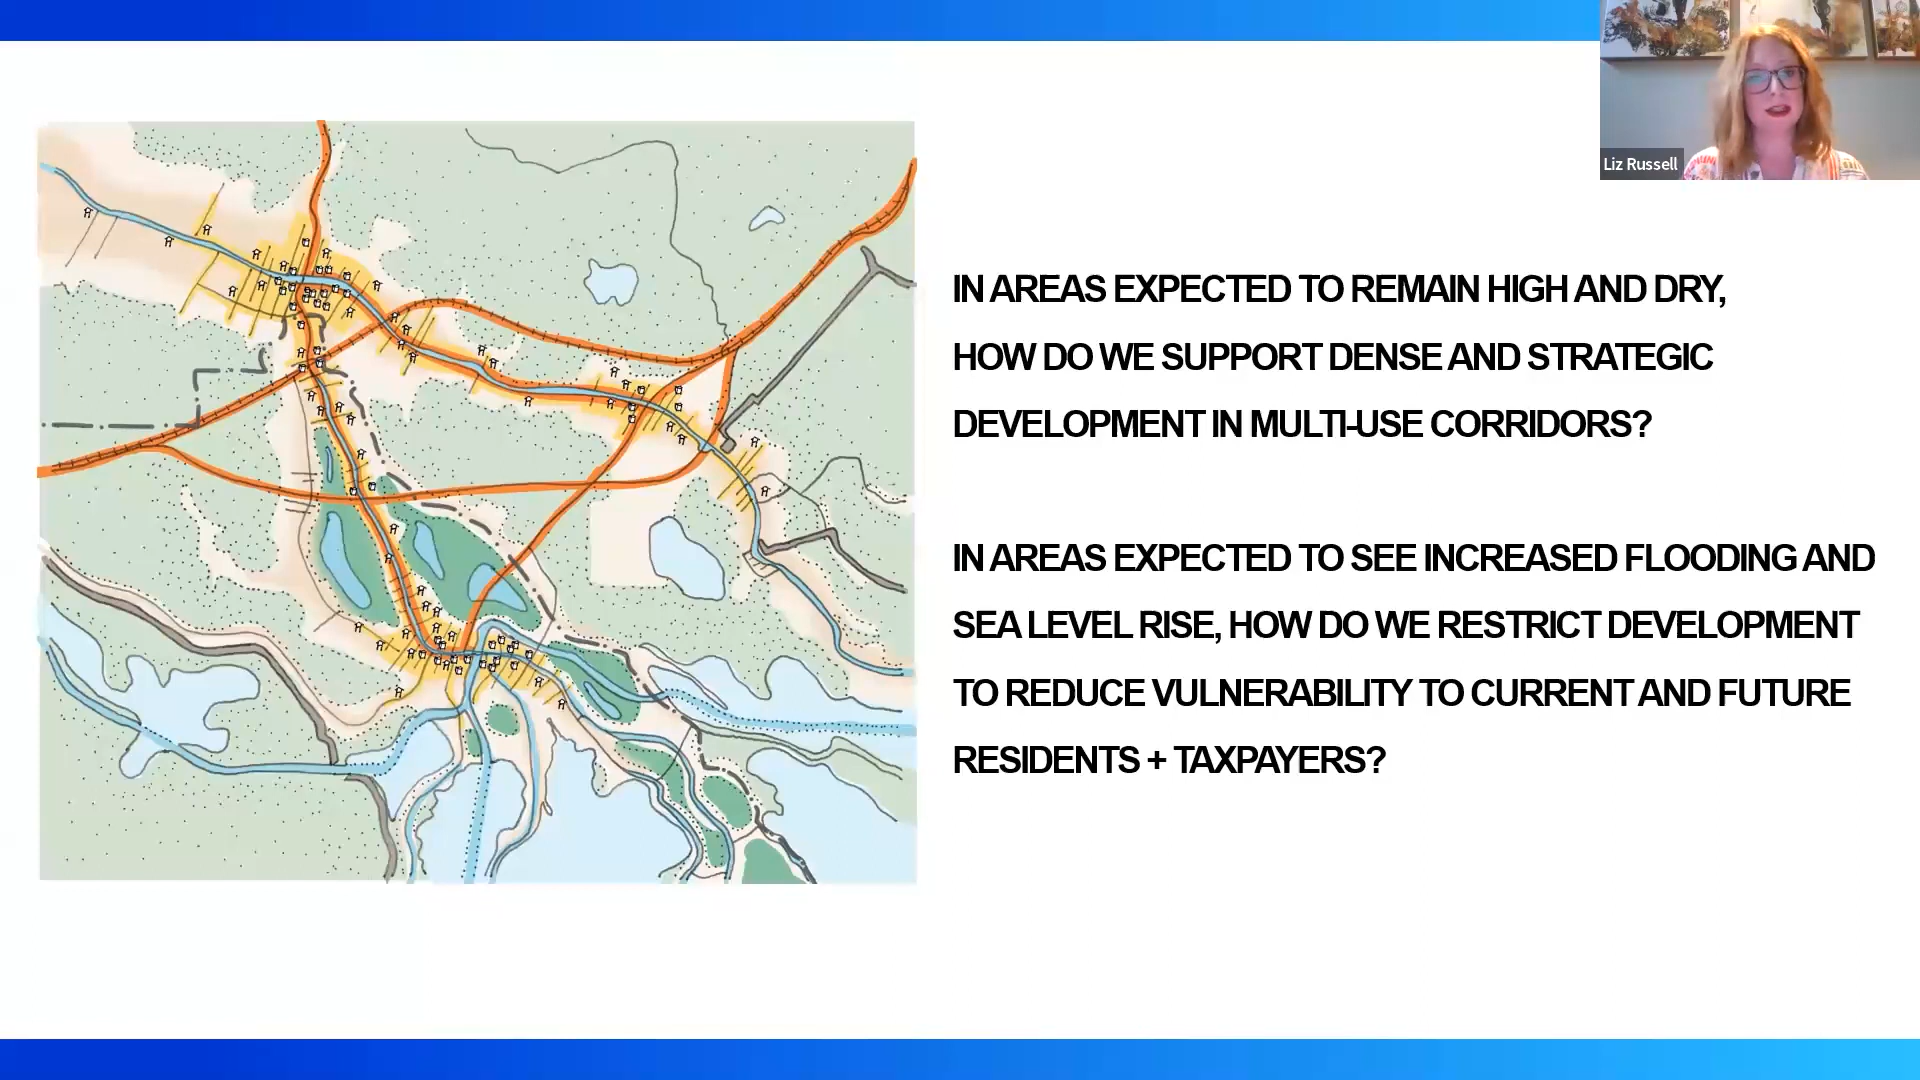 Liz Russell
IN AREAS EXPECTED TO REMAIN HIGH AND DRY,
HOW DO WE SUPPORT DENSE AND STRATEGIC
DEVELOPMENT IN MULTI-USE CORRIDORS?
IN AREAS EXPECTED TO SEE INCREASED FLOODING AND
SEA LEVEL RISE, HOW DO WE RESTRICT DEVELOPMENT
TO REDUCE VULNERABILITY TO CURRENT AND FUTURE
RESIDENTS + TAXPAYERS?